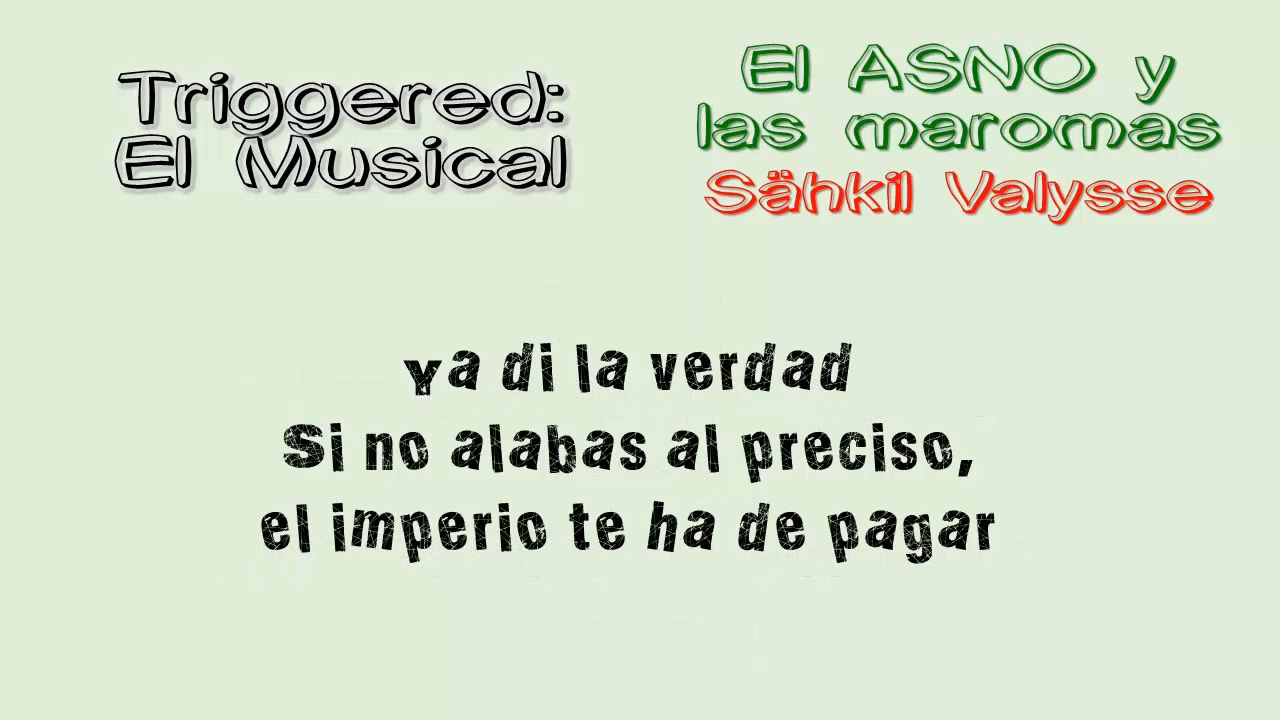 Triggered:
El Musical
El ASNO y
las maromas
Sähkil Valysse
Ya di la verdad
Si no alabas al preciso,
el imperio te ha de pagar